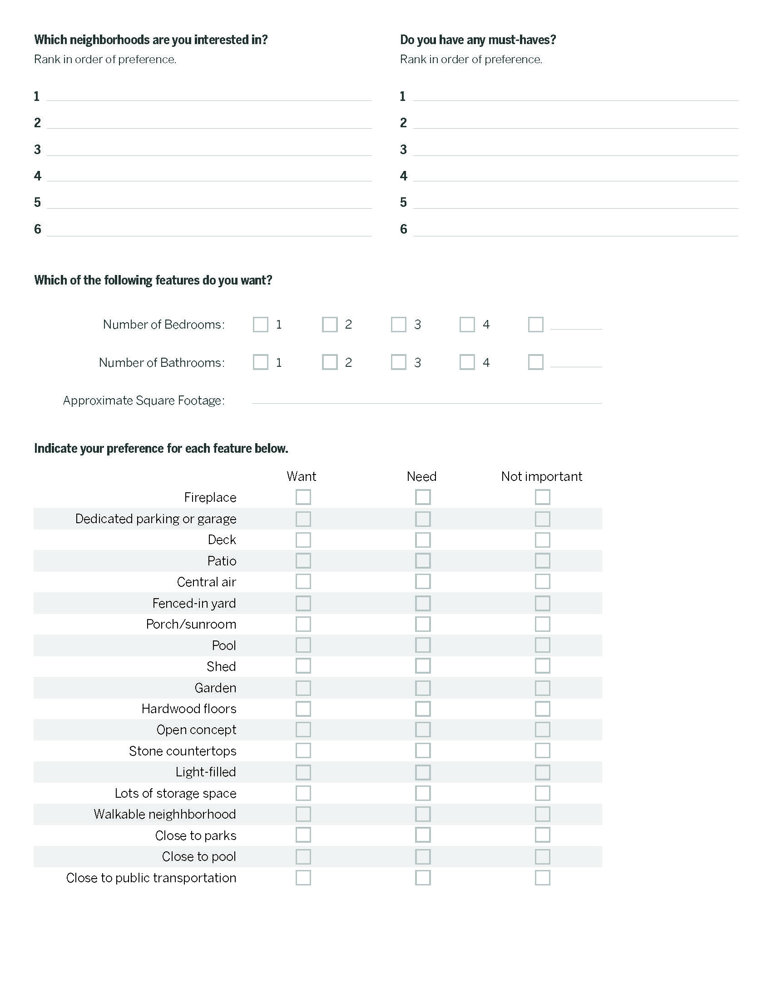 Which neighborhoods are you interested in?
Rank in order of preference.
1
2
3
4
5
6
Do you have any must-haves?
Rank in order of preference.
1
2
3
4
5
6
Which of the following features do you want?
Number of Bedrooms: 1 2 3 4
Number of Bathrooms: 1 2 3 4
Approximate Square Footage:
Indicate your preference for each feature below.
Want Need Not important
Fireplace
Dedicated parking or garage
Deck
Patio
Central air
Fenced-in yard
Porch/sunroom
Pool
Shed
Garden
Hardwood floors
Open concept
Stone countertops
Light-filled
Lots of storage space
Walkable neighhborhood
Close to parks
Close to pool
Close to public transportation